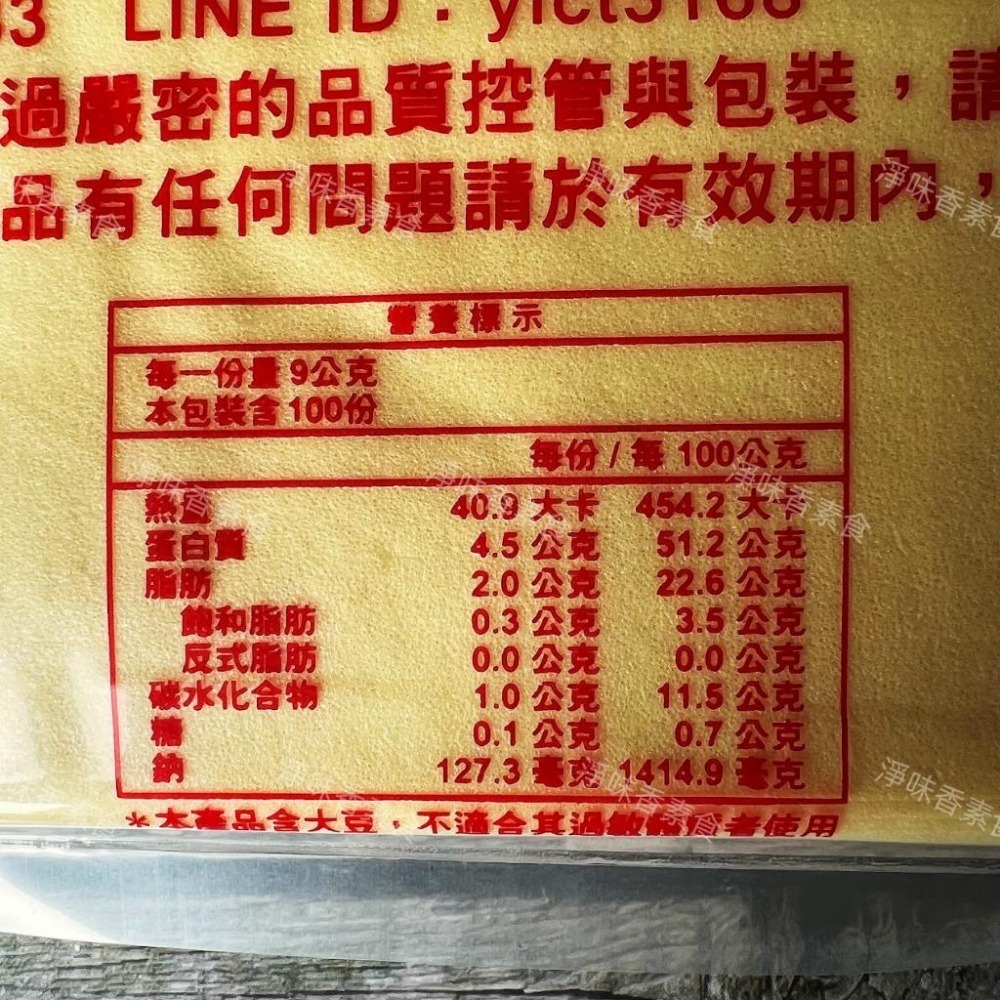 3 LINE ID：yict5168
過嚴密的品質控管與包裝，請
品有任何問題請於有效期內，
營養標示
每一份量 9公克
本包裝含 100份
每份 / 每 100公克
熱量 40.9 大卡 454.2 大卡
蛋白質 4.5 公克 51.2 公克
脂肪 2.0 公克 22.6 公克
飽和脂肪 0.3 公克 3.5 公克
反式脂肪 0.0 公克 0.0 公克
碳水化合物 1.0 公克 11.5 公克
糖 0.1 公克 0.7 公克
鈉 127.3 毫克 1414.9 毫克
*本產品含大豆，不適合其過敏體質者使用
淨味香素食